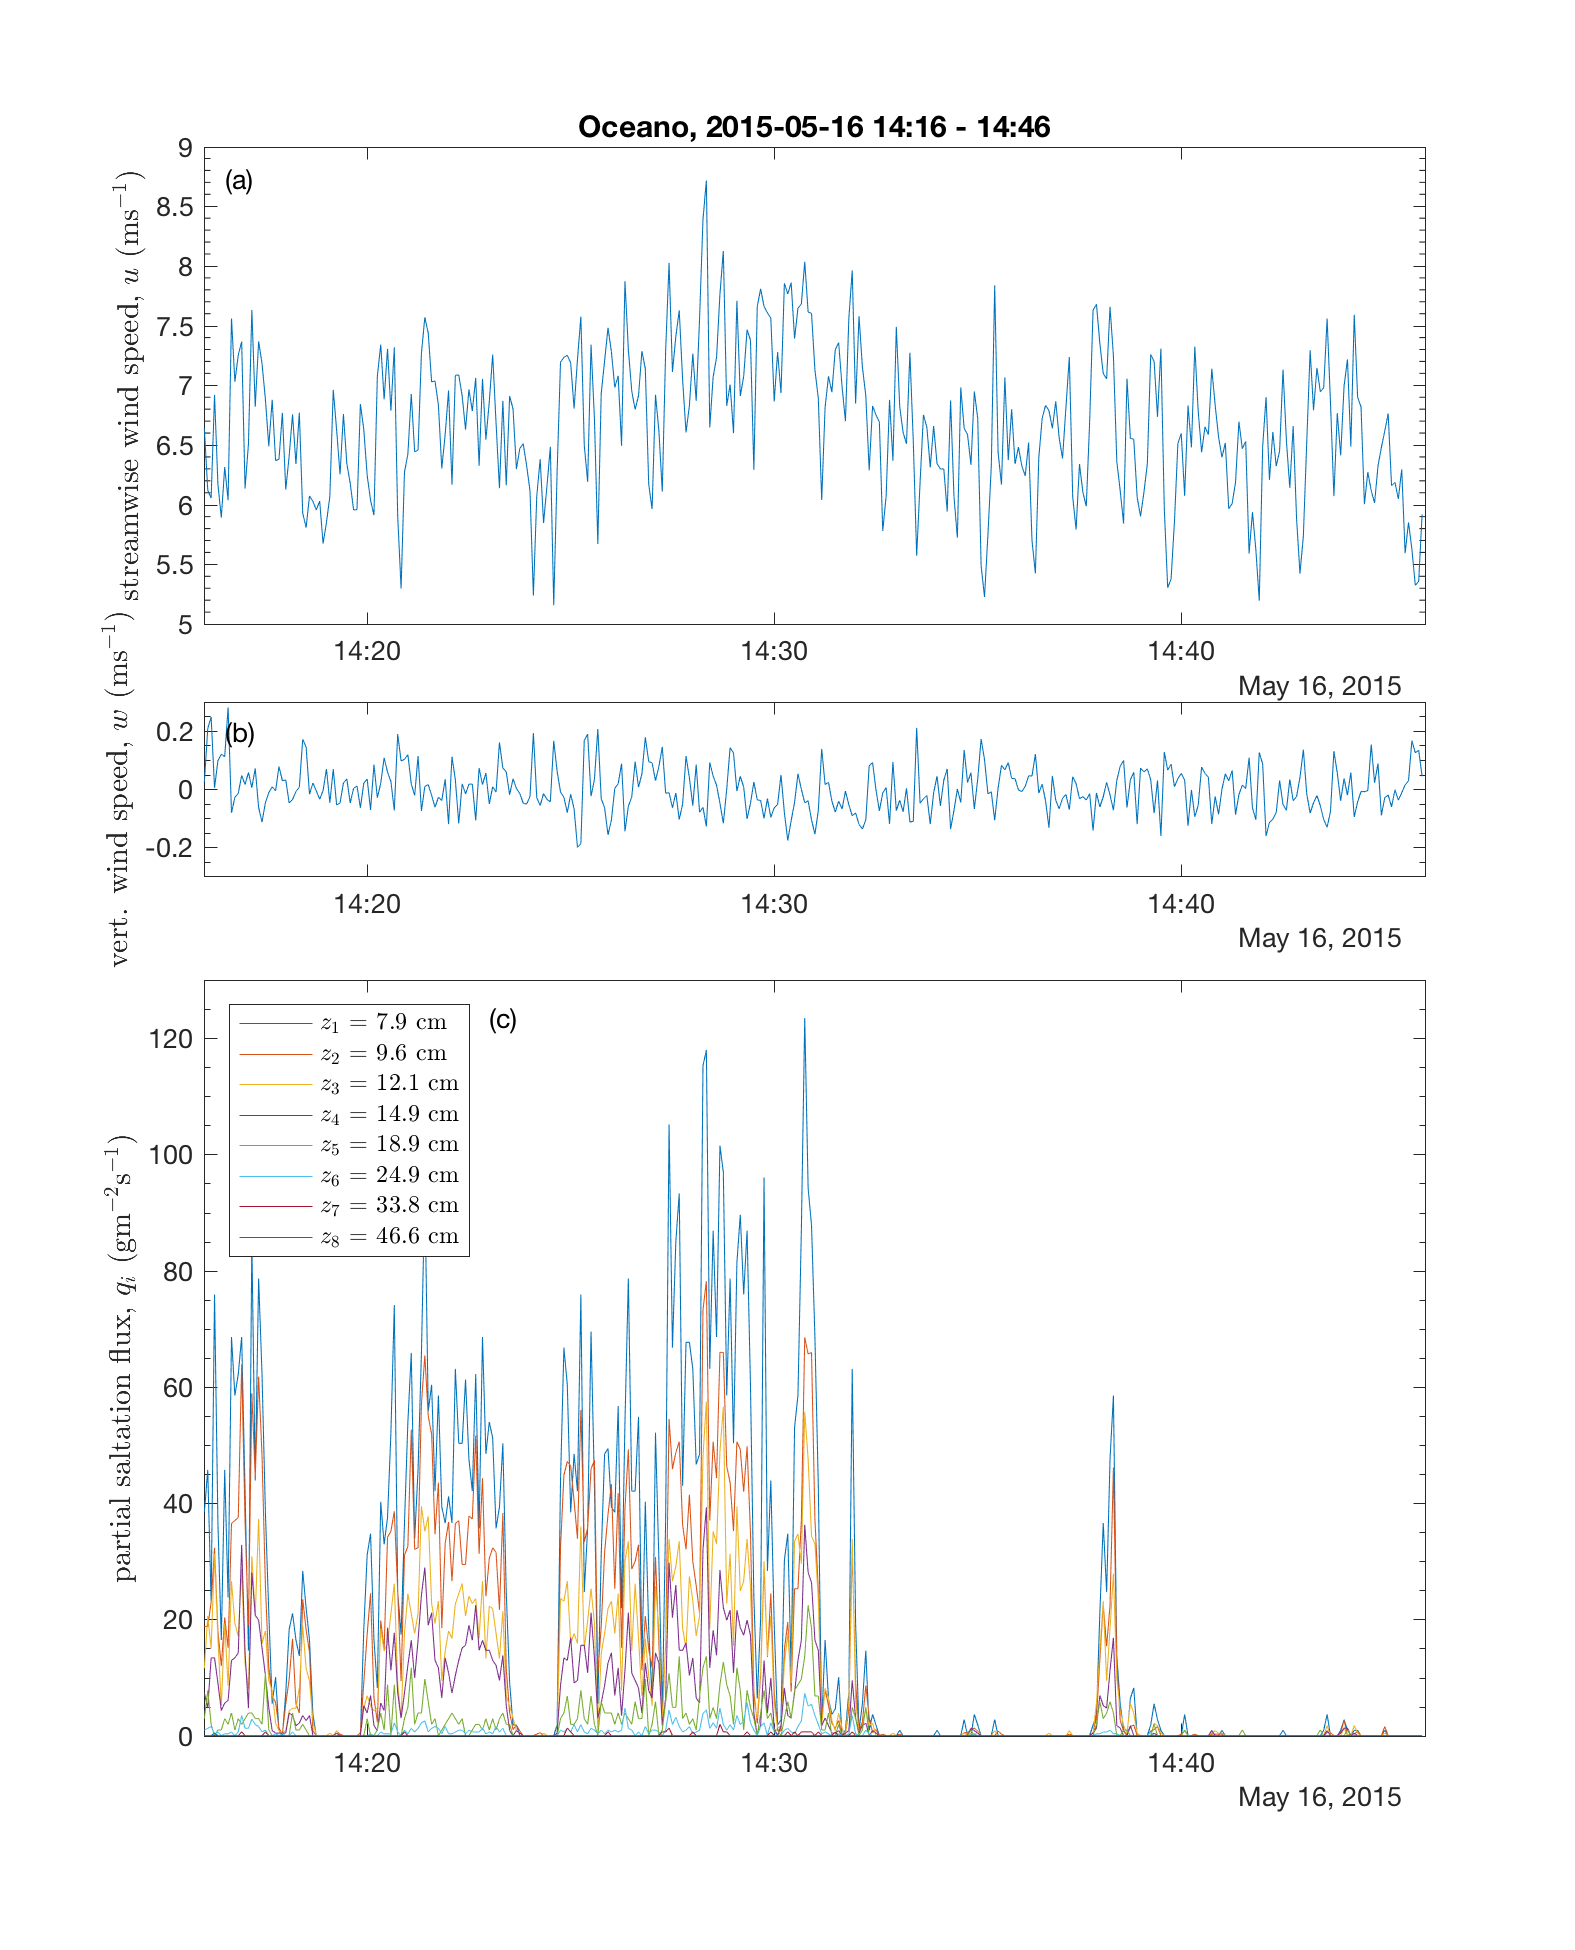 Oceano, 2015-05-16 14:16 - 14:46
(a)
streamwise wind speed, u (ms⁻¹)
9
8.5
8
7.5
7
6.5
6
5.5
5
14:20 14:30 14:40
May 16, 2015
(b)
vert. wind speed, w (ms⁻¹)
0.2
0
-0.2
14:20 14:30 14:40
May 16, 2015
(c)
z₁ = 7.9 cm
z₂ = 9.6 cm
z₃ = 12.1 cm
z₄ = 14.9 cm
z₅ = 18.9 cm
z₆ = 24.9 cm
z₇ = 33.8 cm
z₈ = 46.6 cm
partial saltation flux, qᵢ (gm⁻²s⁻¹)
120
100
80
60
40
20
0
14:20 14:30 14:40
May 16, 2015